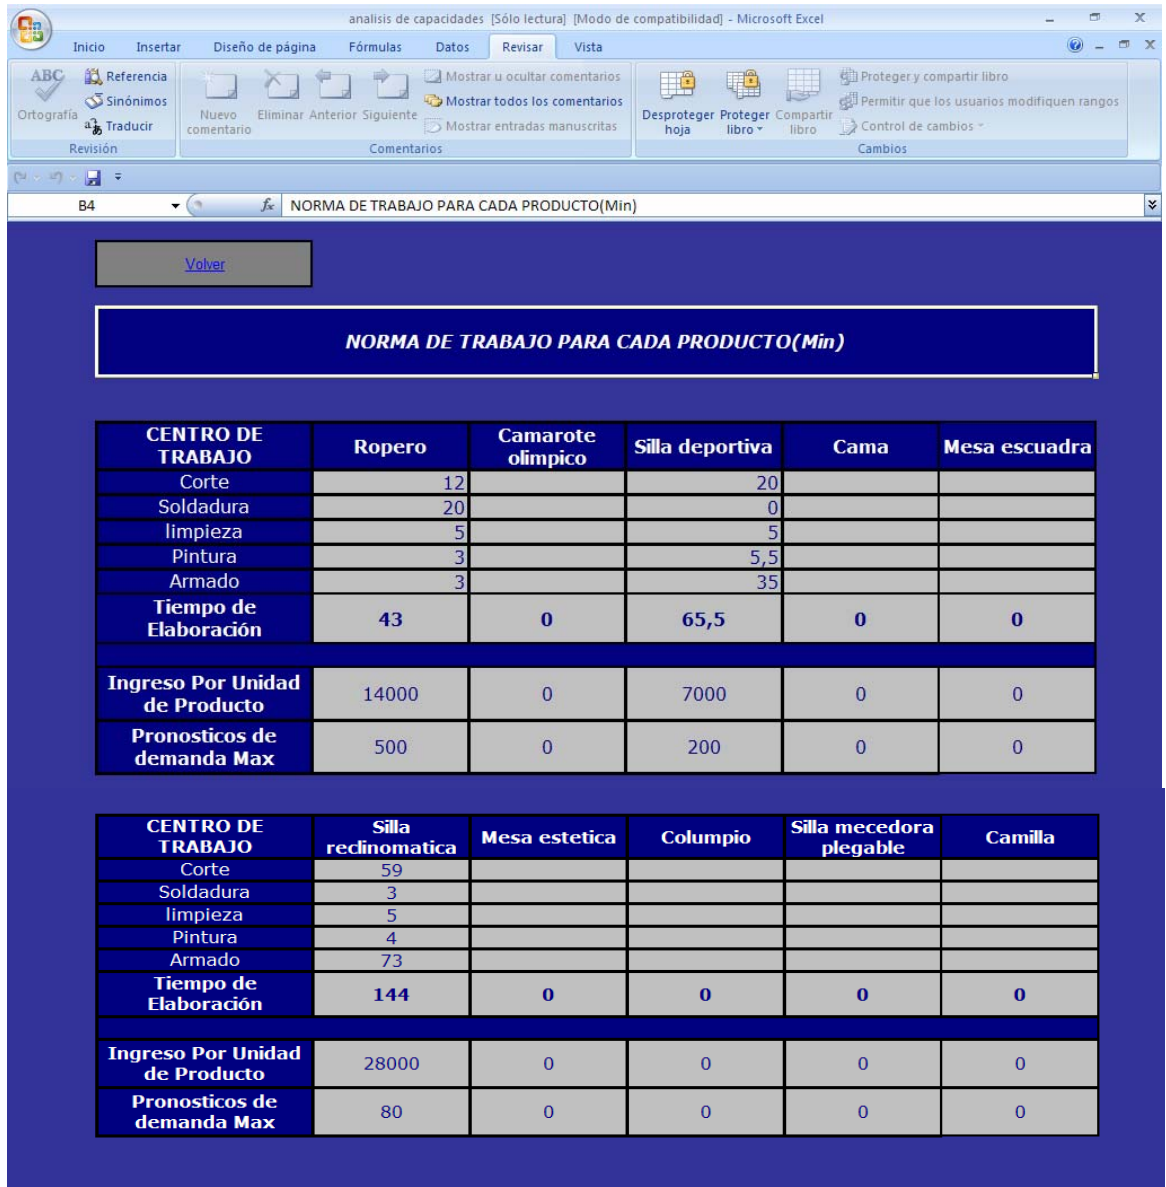 analisis de capacidades [Sólo lectura] [Modo de compatibilidad] - Microsoft Excel
Inicio Insertar Diseño de página Fórmulas Datos Revisar Vista
ABC Referencia Mostrar u ocultar comentarios Proteger y compartir libro
Sinónimos Mostrar todos los comentarios Permitir que los usuarios modifiquen rangos
Ortografía Traducir Nuevo comentario Eliminar Anterior Siguiente Mostrar entradas manuscritas Desproteger hoja Proteger libro Compartir libro Control de cambios
Revisión Comentarios Cambios
B4 fx NORMA DE TRABAJO PARA CADA PRODUCTO(Min)
Volver
NORMA DE TRABAJO PARA CADA PRODUCTO(Min)
CENTRO DE TRABAJO Ropero Camarote olimpico Silla deportiva Cama Mesa escuadra
Corte 12 20
Soldadura 20 0
limpieza 5 5
Pintura 3 5,5
Armado 3 35
Tiempo de Elaboración 43 0 65,5 0 0
Ingreso Por Unidad de Producto 14000 0 7000 0 0
Pronosticos de demanda Max 500 0 200 0 0
CENTRO DE TRABAJO Silla reclinomatica Mesa estetica Columpio Silla mecedora plegable Camilla
Corte 59
Soldadura 3
limpieza 5
Pintura 4
Armado 73
Tiempo de Elaboración 144 0 0 0 0
Ingreso Por Unidad de Producto 28000 0 0 0 0
Pronosticos de demanda Max 80 0 0 0 0